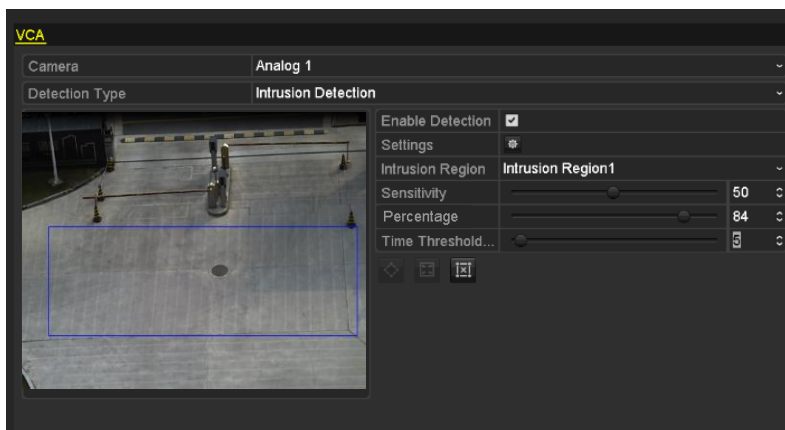 VCA
Camera Analog 1
Detection Type Intrusion Detection
Enable Detection
Settings
Intrusion Region Intrusion Region1
Sensitivity 50
Percentage 84
Time Threshold... 5